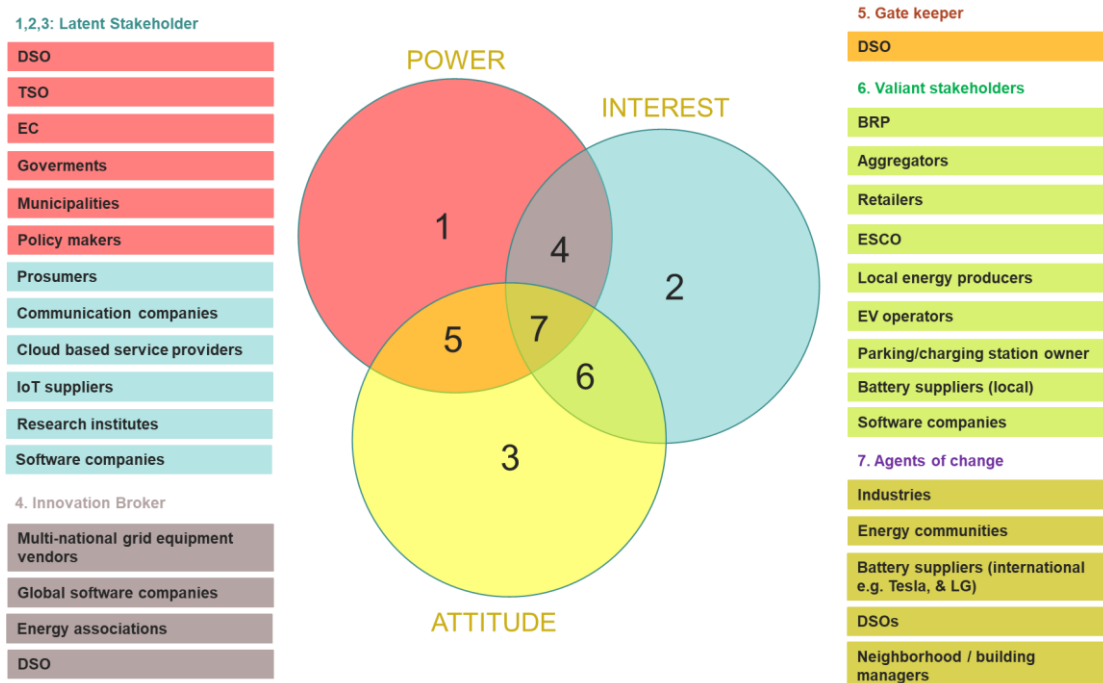 1,2,3: Latent Stakeholder
DSO
TSO
EC
Goverments
Municipalities
Policy makers
Prosumers
Communication companies
Cloud based service providers
IoT suppliers
Research institutes
Software companies
4. Innovation Broker
Multi-national grid equipment
vendors
Global software companies
Energy associations
DSO
POWER
INTEREST
1
4
2
5
7
6
3
ATTITUDE
5. Gate keeper
DSO
6. Valiant stakeholders
BRP
Aggregators
Retailers
ESCO
Local energy producers
EV operators
Parking/charging station owner
Battery suppliers (local)
Software companies
7. Agents of change
Industries
Energy communities
Battery suppliers (international
e.g. Tesla, & LG)
DSOs
Neighborhood / building
managers